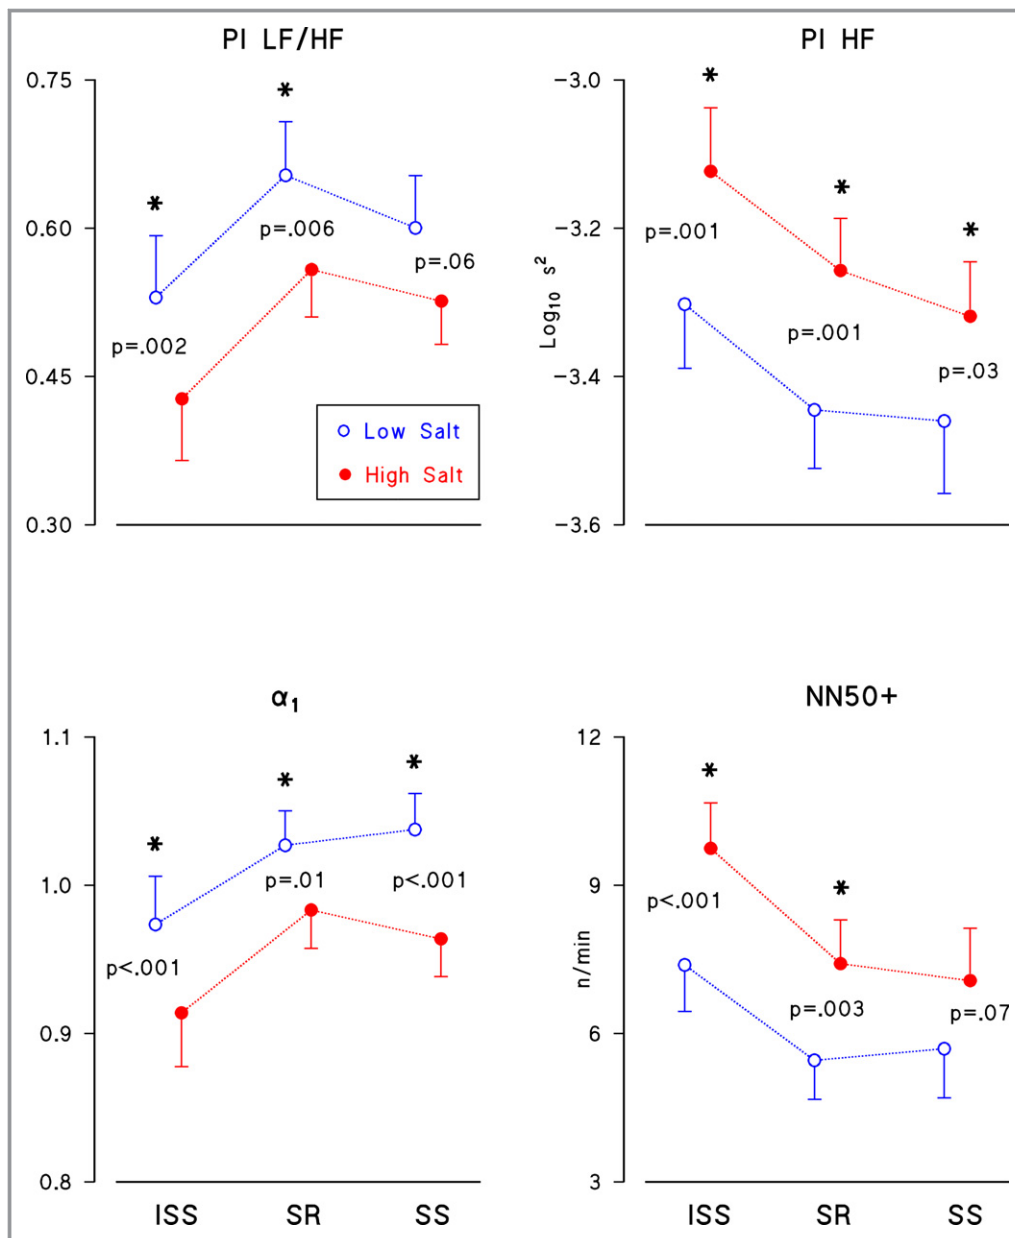 PI LF/HF
0.75
0.60
0.45
0.30
*
*
p=.002
p=.006
p=.06
Low Salt
High Salt
PI HF
Log10 s2
-3.0
-3.2
-3.4
-3.6
*
*
*
p=.001
p=.001
p=.03
α1
1.1
1.0
0.9
0.8
*
*
*
p<.001
p=.01
p<.001
ISS SR SS
NN50+
n/min
12
9
6
3
*
*
p<.001
p=.003
p=.07
ISS SR SS